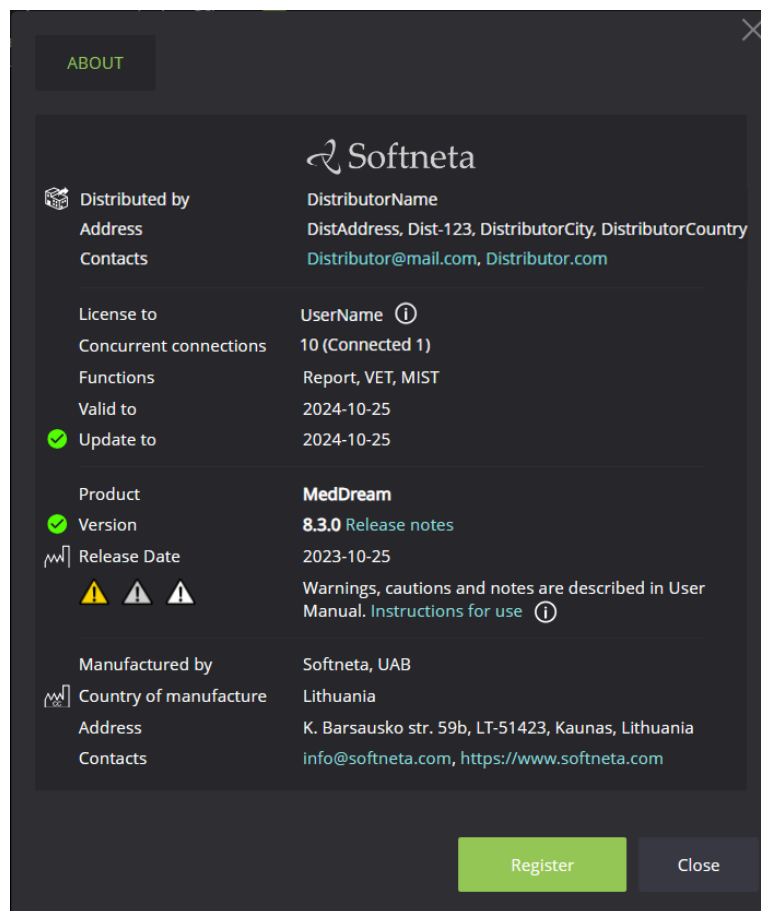 ABOUT
Softneta
Distributed by DistributorName
Address DistAddress, Dist-123, DistributorCity, DistributorCountry
Contacts Distributor@mail.com, Distributor.com
License to UserName
Concurrent connections 10 (Connected 1)
Functions Report, VET, MIST
Valid to 2024-10-25
Update to 2024-10-25
Product MedDream
Version 8.3.0 Release notes
Release Date 2023-10-25
Warnings, cautions and notes are described in User
Manual. Instructions for use
Manufactured by Softneta, UAB
Country of manufacture Lithuania
Address K. Barsausko str. 59b, LT-51423, Kaunas, Lithuania
Contacts info@softneta.com, https://www.softneta.com
Register Close